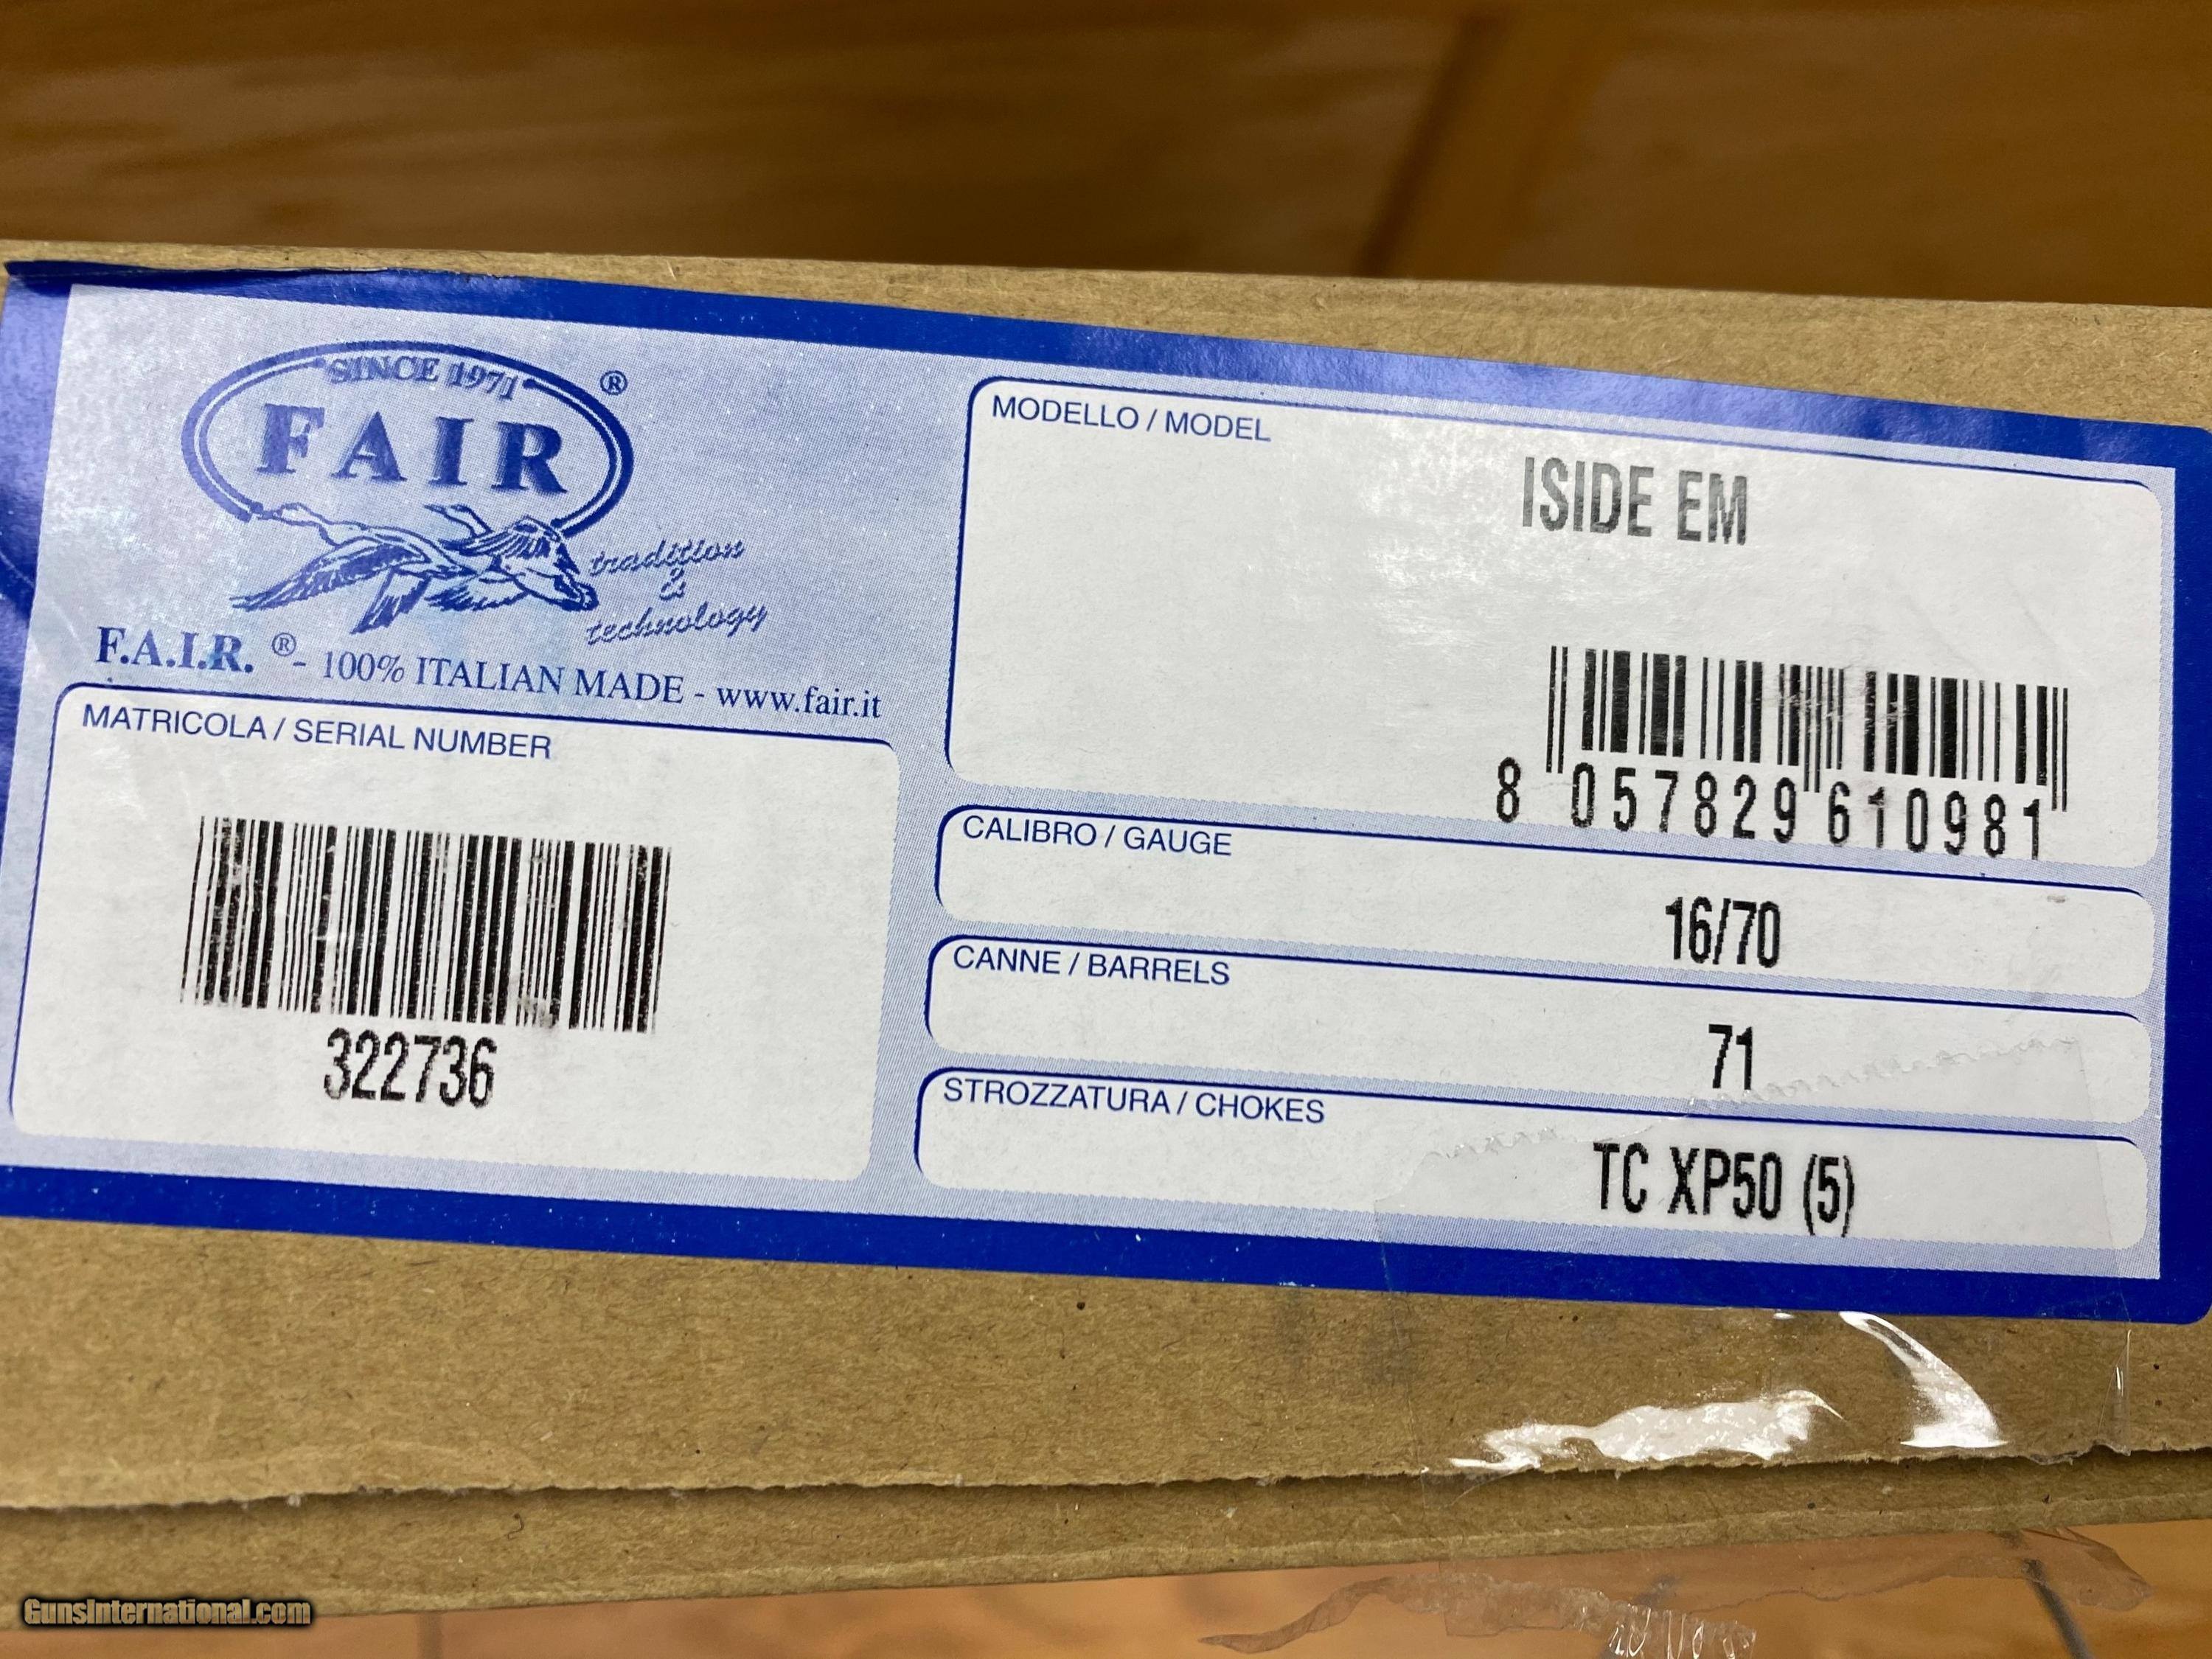 SINCE 1971
FAIR ®
tradition
&
technology
F.A.I.R. ® - 100% ITALIAN MADE - www.fair.it
MATRICOLA / SERIAL NUMBER
322736
MODELLO / MODEL
ISIDE EM
8 057829 610981
CALIBRO / GAUGE
16/70
CANNE / BARRELS
71
STROZZATURA / CHOKES
TC XP50 (5)
GunsInternational.com